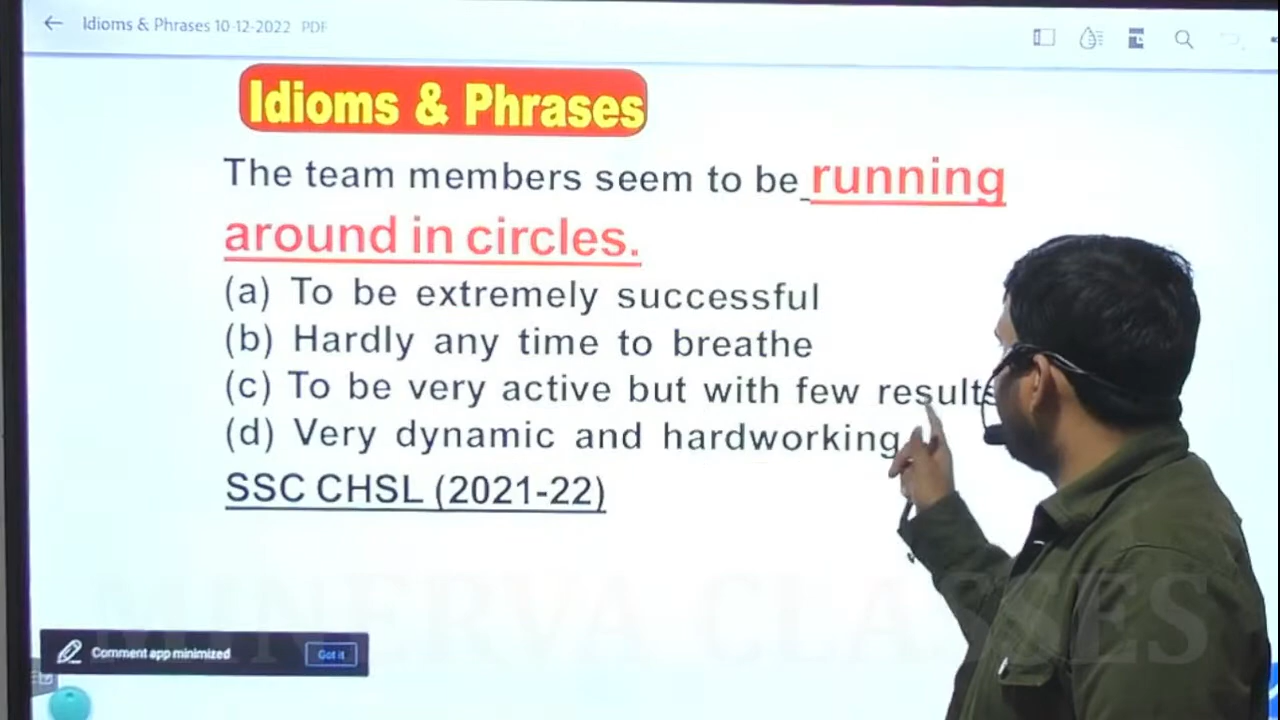 Idioms & Phrases 10-12-2022 PDF
Idioms & Phrases
The team members seem to be running
around in circles.
(a) To be extremely successful
(b) Hardly any time to breathe
(c) To be very active but with few results
(d) Very dynamic and hardworking
SSC CHSL (2021-22)
MINERVA CLASSES
Comment app minimized Got it